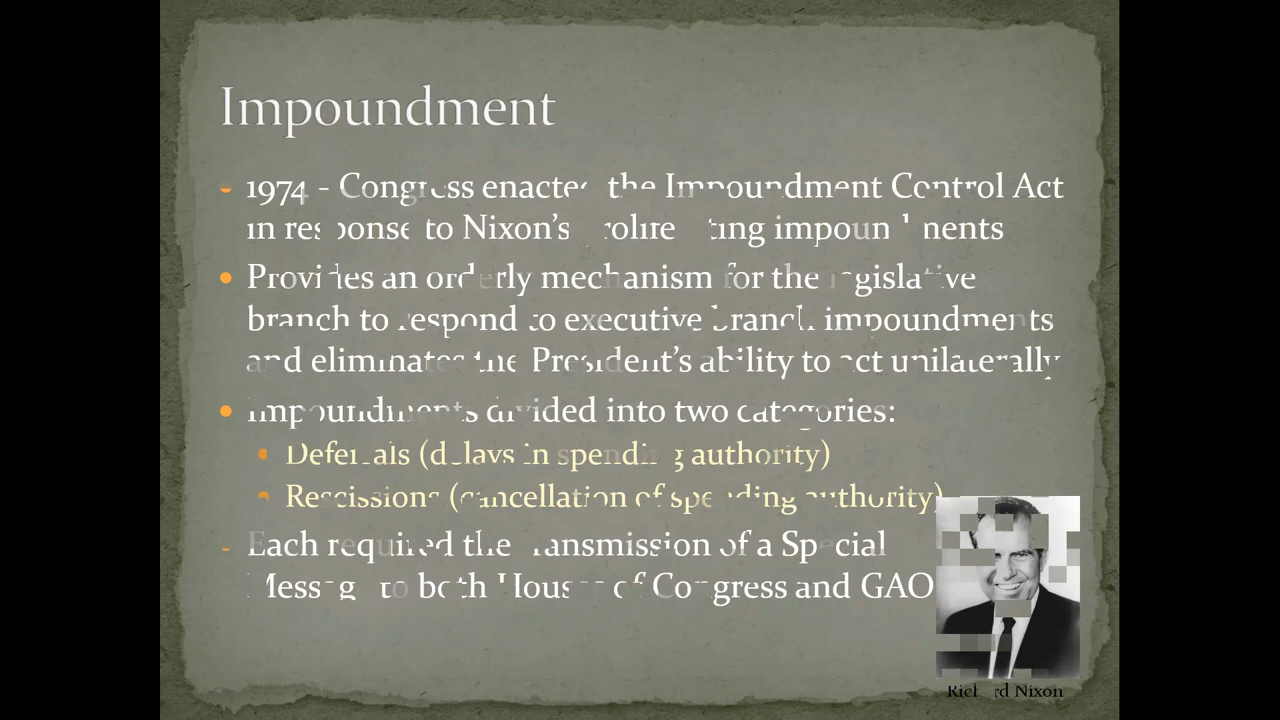 Impoundment
1974 - Congress enacted the Impoundment Control Act
in response to Nixon's proliferating impoundments
Provides an orderly mechanism for the legislative
branch to respond to executive branch impoundments
and eliminates the President's ability to act unilaterally
Impoundments divided into two categories:
Deferrals (delays in spending authority)
Rescissions (cancellation of spending authority)
Each required the transmission of a Special
Message to both Houses of Congress and GAO
Richard Nixon